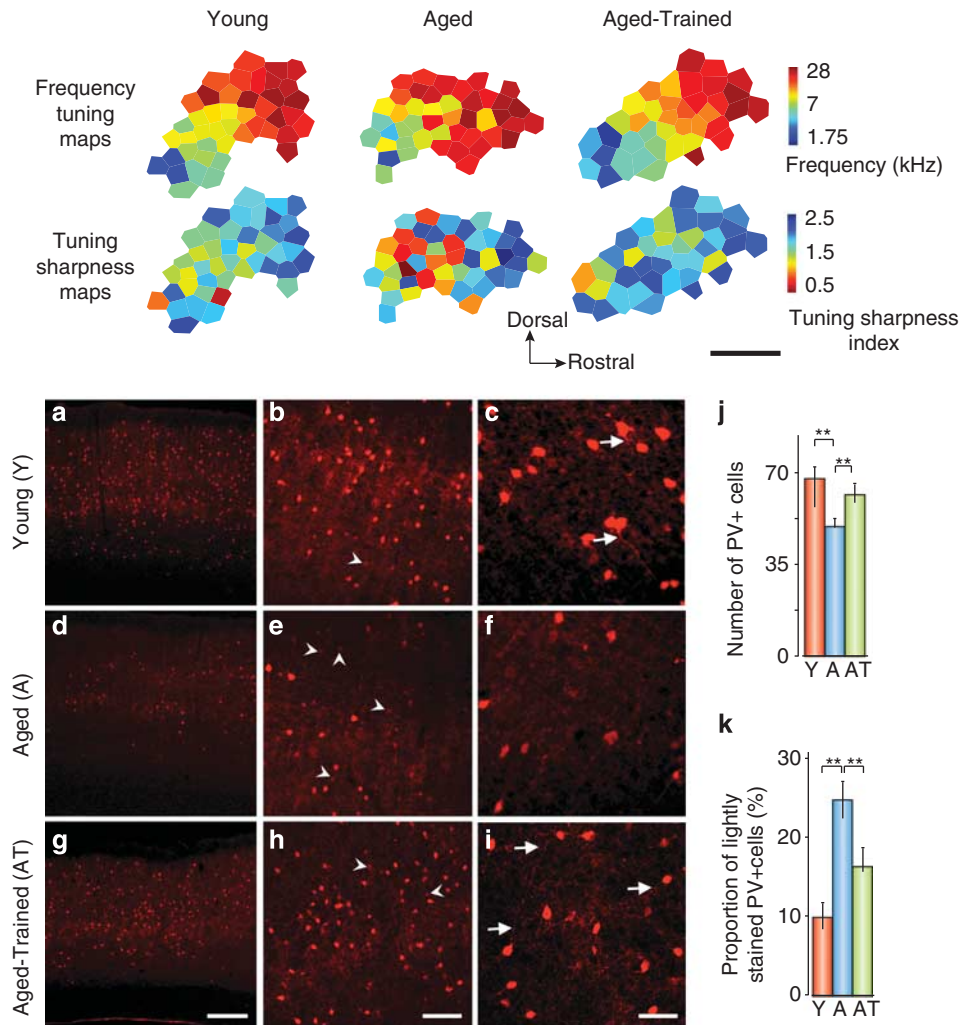 Young
Aged
Aged-Trained
Frequency
tuning
maps
28
7
1.75
Frequency (kHz)
Tuning
sharpness
maps
2.5
1.5
0.5
Tuning sharpness
index
Dorsal
Rostral
Young (Y)
a
b
c
Aged (A)
d
e
f
Aged-Trained (AT)
g
h
i
j
**
**
Number of PV+ cells
70
35
0
Y A AT
k
**
**
Proportion of lightly
stained PV+cells (%)
30
20
10
0
Y A AT